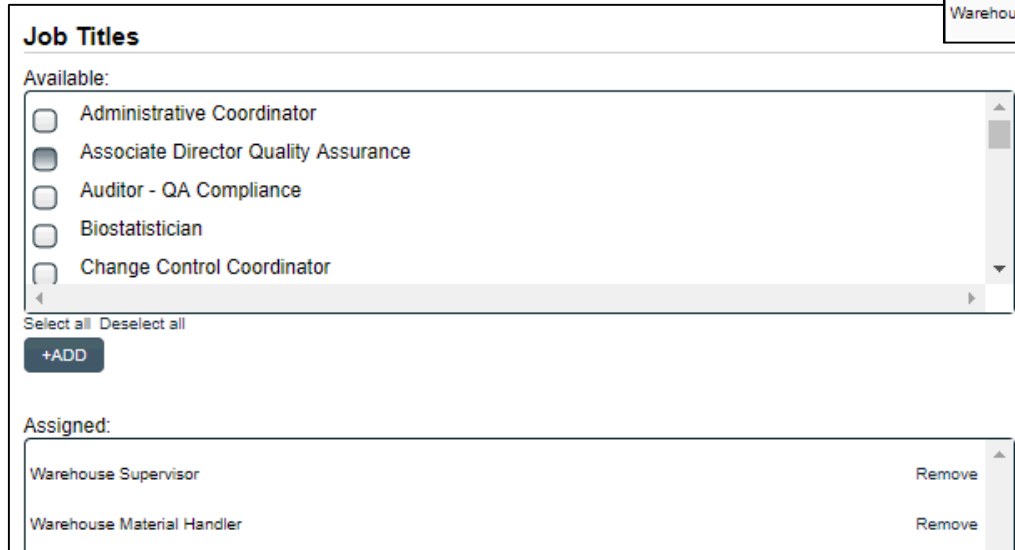 Warehou
Job Titles
Available:
Administrative Coordinator
Associate Director Quality Assurance
Auditor - QA Compliance
Biostatistician
Change Control Coordinator
Select all Deselect all
+ADD
Assigned:
Warehouse Supervisor Remove
Warehouse Material Handler Remove